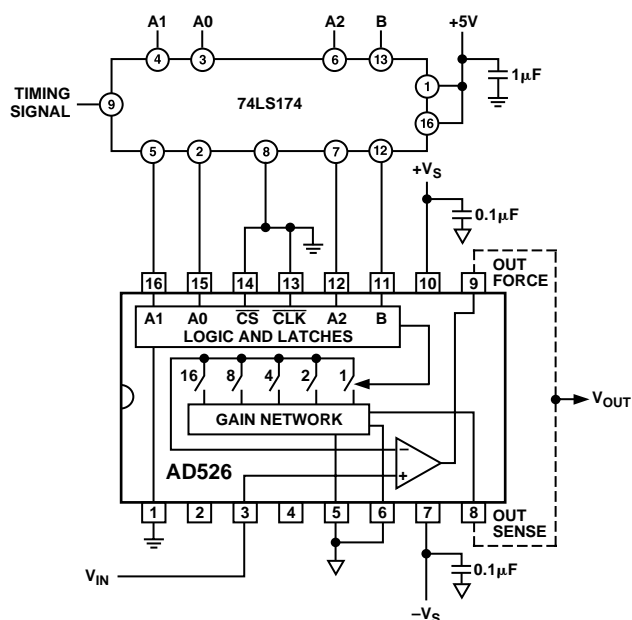 A1 A0 A2 B
+5V
4 3 6 13
1
1μF
TIMING
SIGNAL
9
74LS174
16
5 2 8 7 12
+VS
0.1μF
OUT
FORCE
16 15 14 13 12 11 10 9
A1 A0 CS CLK A2 B
LOGIC AND LATCHES
16 8 4 2 1
GAIN NETWORK
VOUT
–
+
AD526
1 2 3 4 5 6 7 8
OUT
SENSE
VIN
0.1μF
–VS